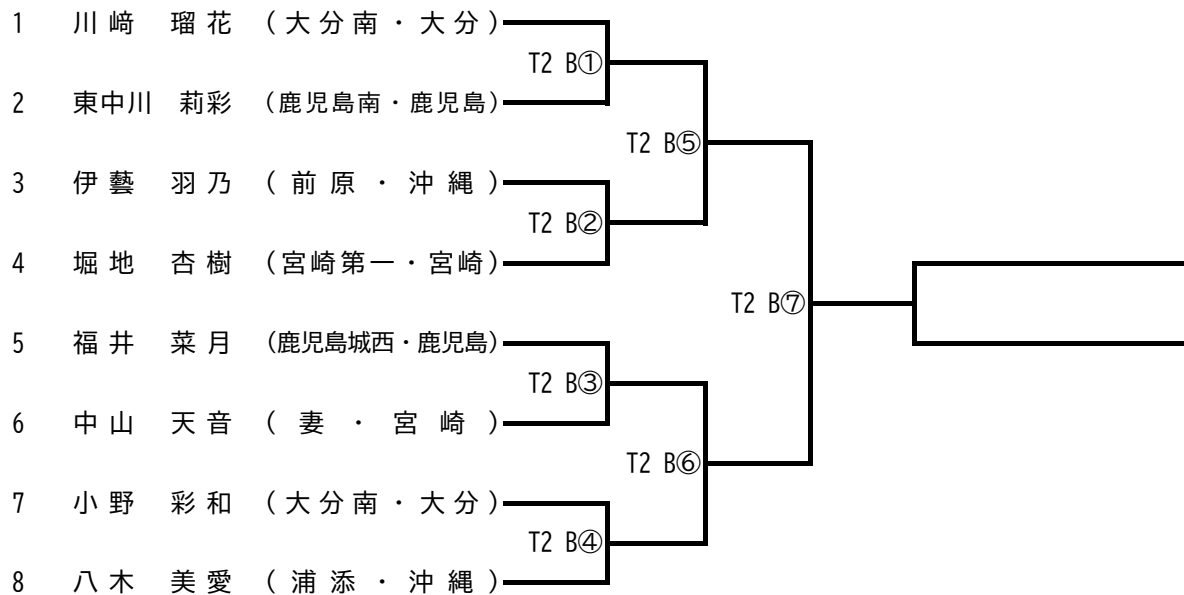 1 川﨑 瑠花 (大分南・大分)
T2 B①
2 東中川 莉彩 (鹿児島南・鹿児島)
T2 B⑤
3 伊藝 羽乃 (前原・沖縄)
T2 B②
4 堀地 杏樹 (宮崎第一・宮崎)
T2 B⑦
5 福井 菜月 (鹿児島城西・鹿児島)
T2 B③
6 中山 天音 (妻・宮崎)
T2 B⑥
7 小野 彩和 (大分南・大分)
T2 B④
8 八木 美愛 (浦添・沖縄)